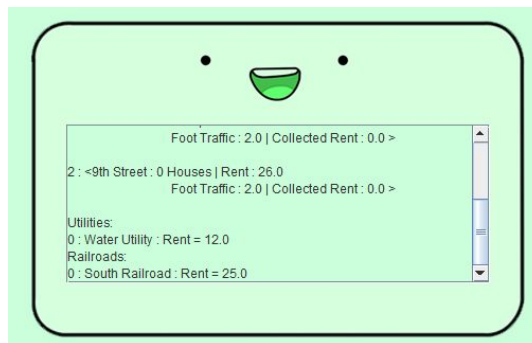 Foot Traffic : 2.0 | Collected Rent : 0.0 >
2 : <9th Street : 0 Houses | Rent : 26.0
Foot Traffic : 2.0 | Collected Rent : 0.0 >
Utilities:
0 : Water Utility : Rent = 12.0
Railroads:
0 : South Railroad : Rent = 25.0